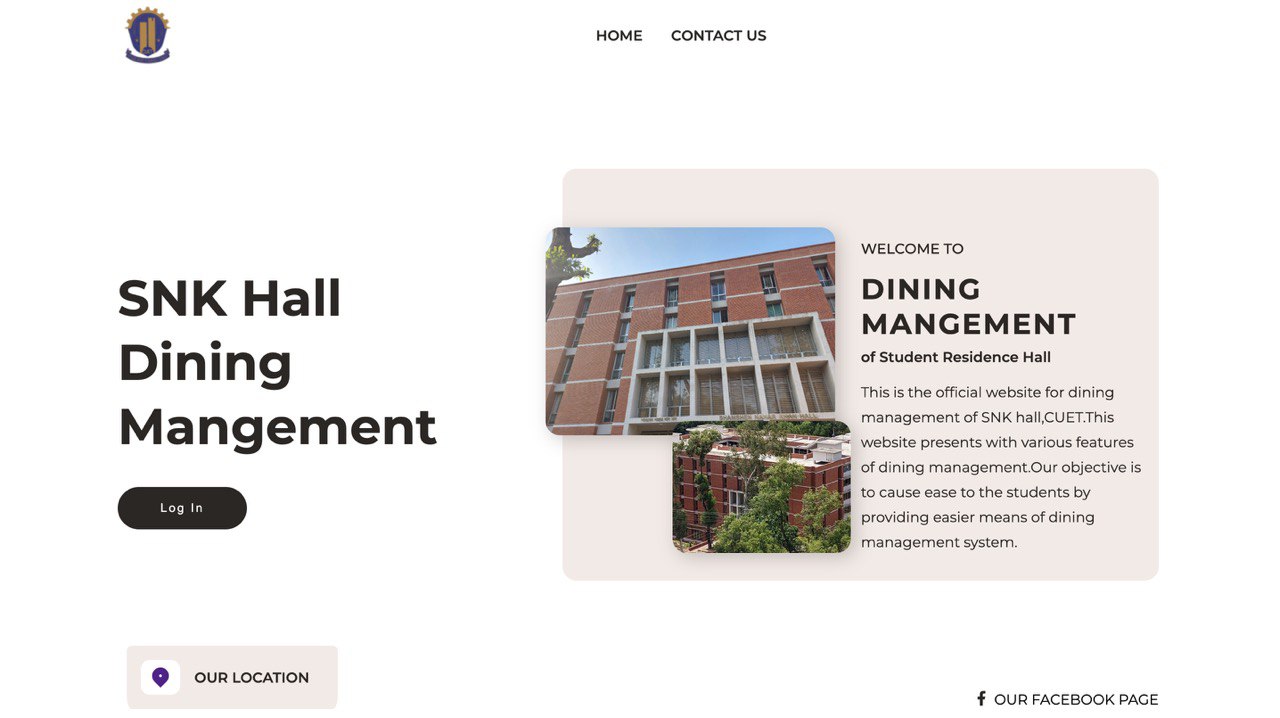 HOME
CONTACT US
SNK Hall
Dining
Mangement
Log In
WELCOME TO
DINING
MANGEMENT
of Student Residence Hall
This is the official website for dining
management of SNK hall,CUET.This
website presents with various features
of dining management.Our objective is
to cause ease to the students by
providing easier means of dining
management system.
OUR LOCATION
OUR FACEBOOK PAGE